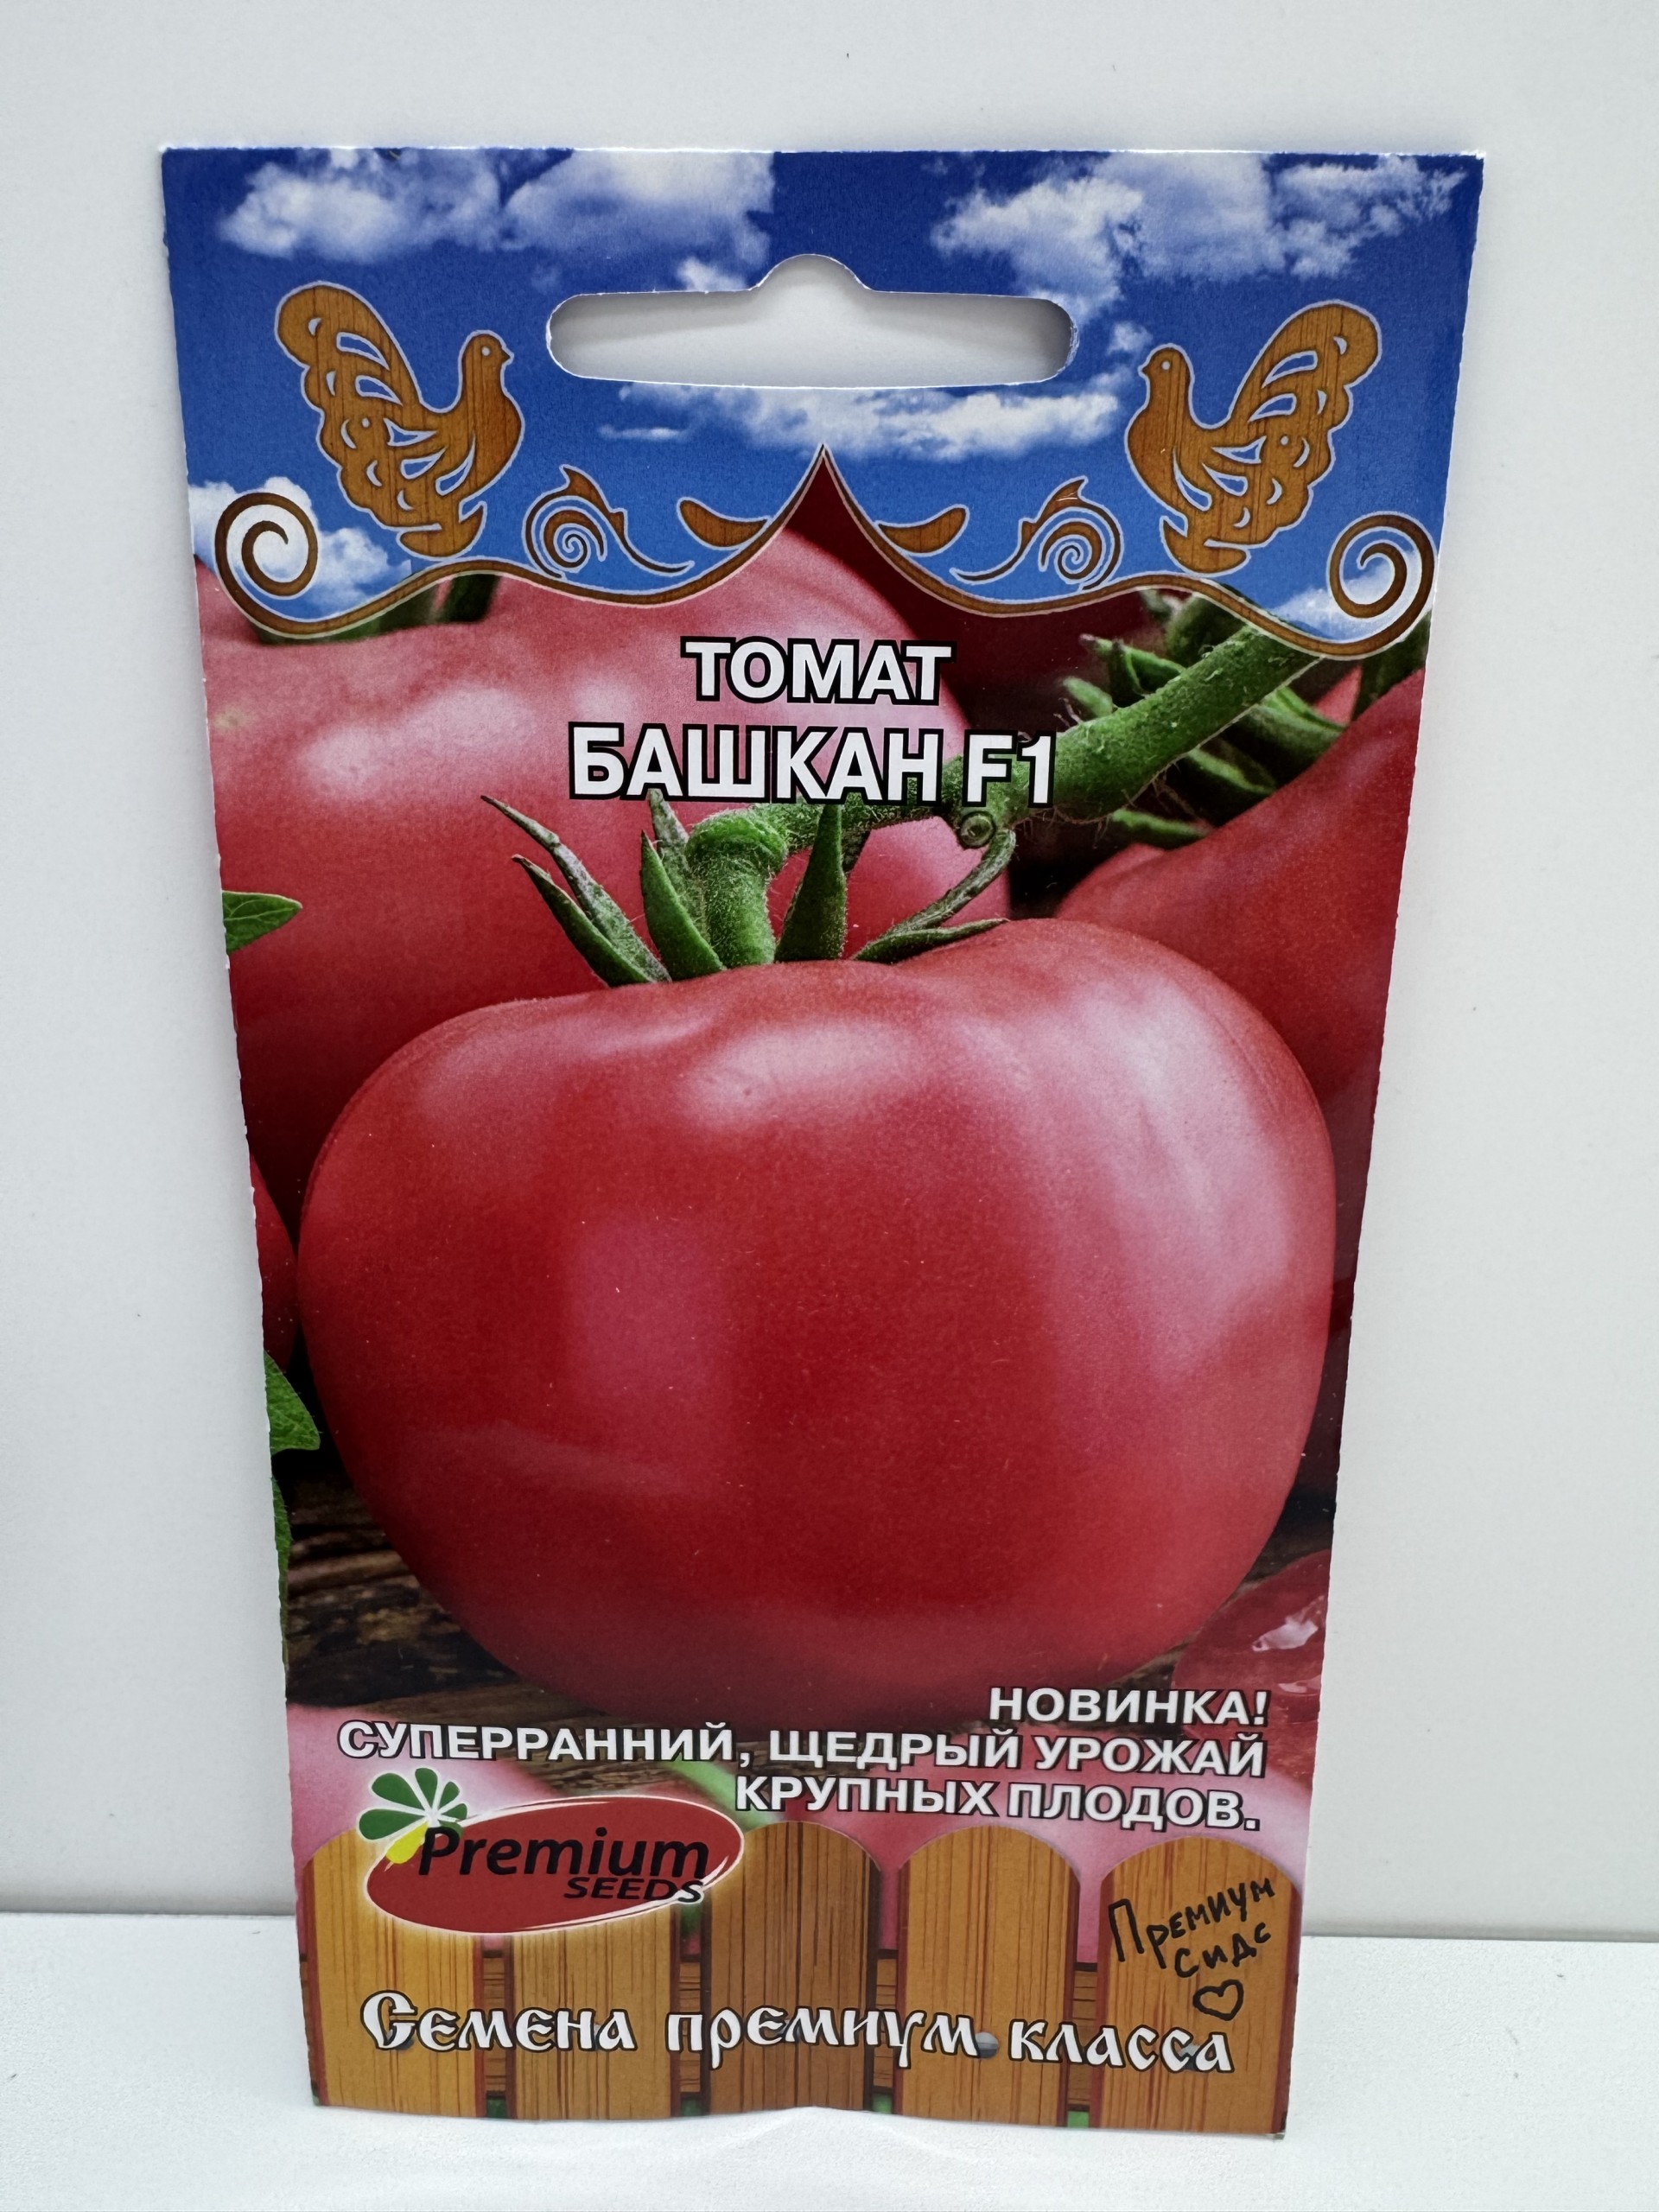 ТОМАТ
БАШКАН F1
НОВИНКА!
СУПЕРРАННИЙ, ЩЕДРЫЙ УРОЖАЙ
КРУПНЫХ ПЛОДОВ.
Premium
SEEDS
Премиум
Сидс
Семена премиум класса